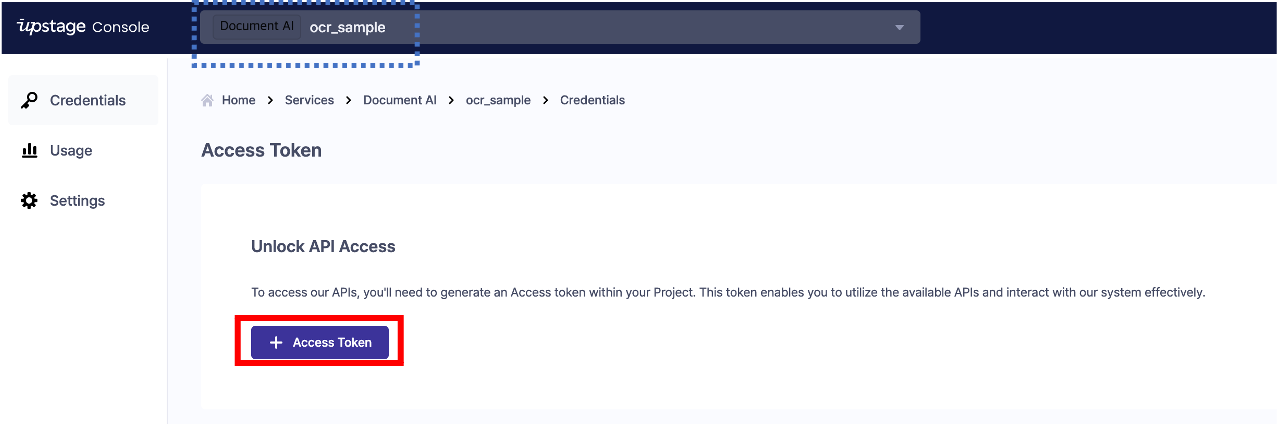 upstage Console
Document AI ocr_sample
Credentials
Usage
Settings
Home > Services > Document AI > ocr_sample > Credentials
Access Token
Unlock API Access
To access our APIs, you'll need to generate an Access token within your Project. This token enables you to utilize the available APIs and interact with our system effectively.
+ Access Token